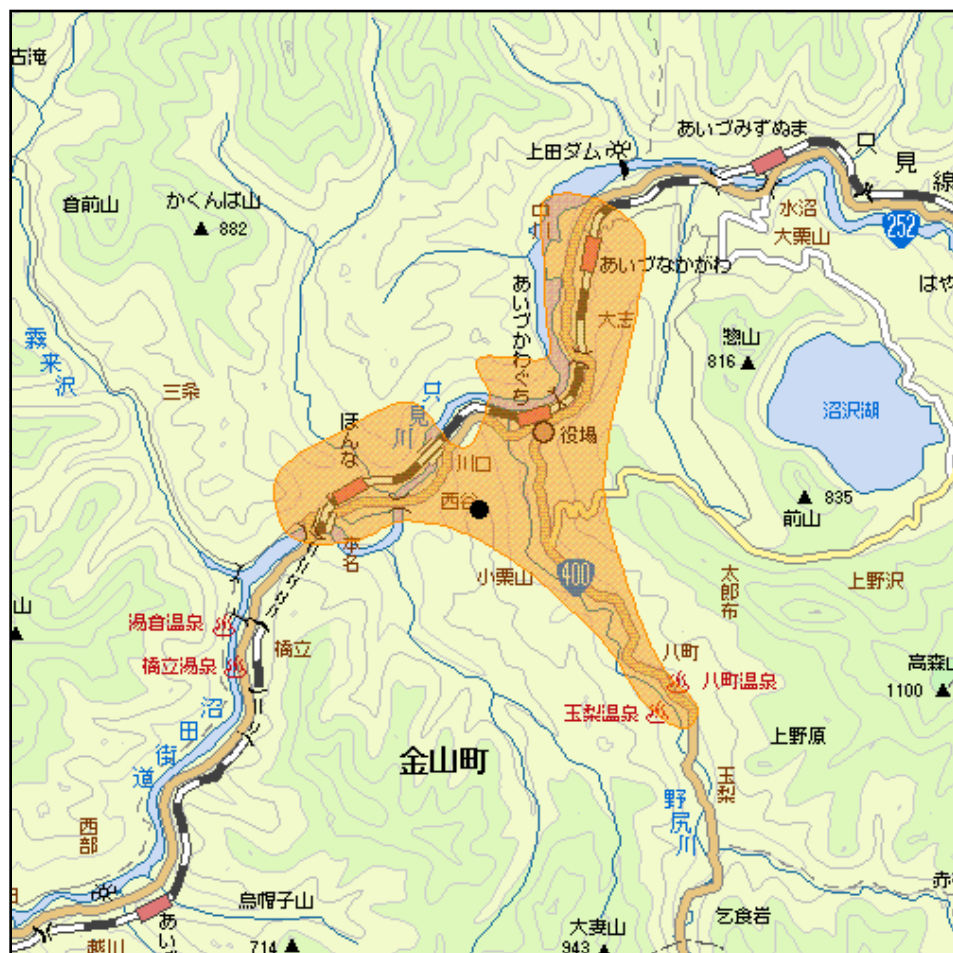 古滝
あいづみずぬま
只見線
上田ダム
倉前山
かくんば山
882
中川
水沼
大栗山
252
あいづなかがわ
はや
あいづかわぐち
大志
惣山
816
霧来沢
三条
只見川
ほんな
沼沢湖
役場
川口
西谷
835
前山
本名
小栗山
400
太郎布
上野沢
山
湯倉温泉
橋立
八町
橋立湯泉
八町温泉
高森山
1100
玉梨温泉
沼田街道
上野原
金山町
玉梨
野尻川
西部
烏帽子山
赤
乞食岩
大妻山
943
714
越川